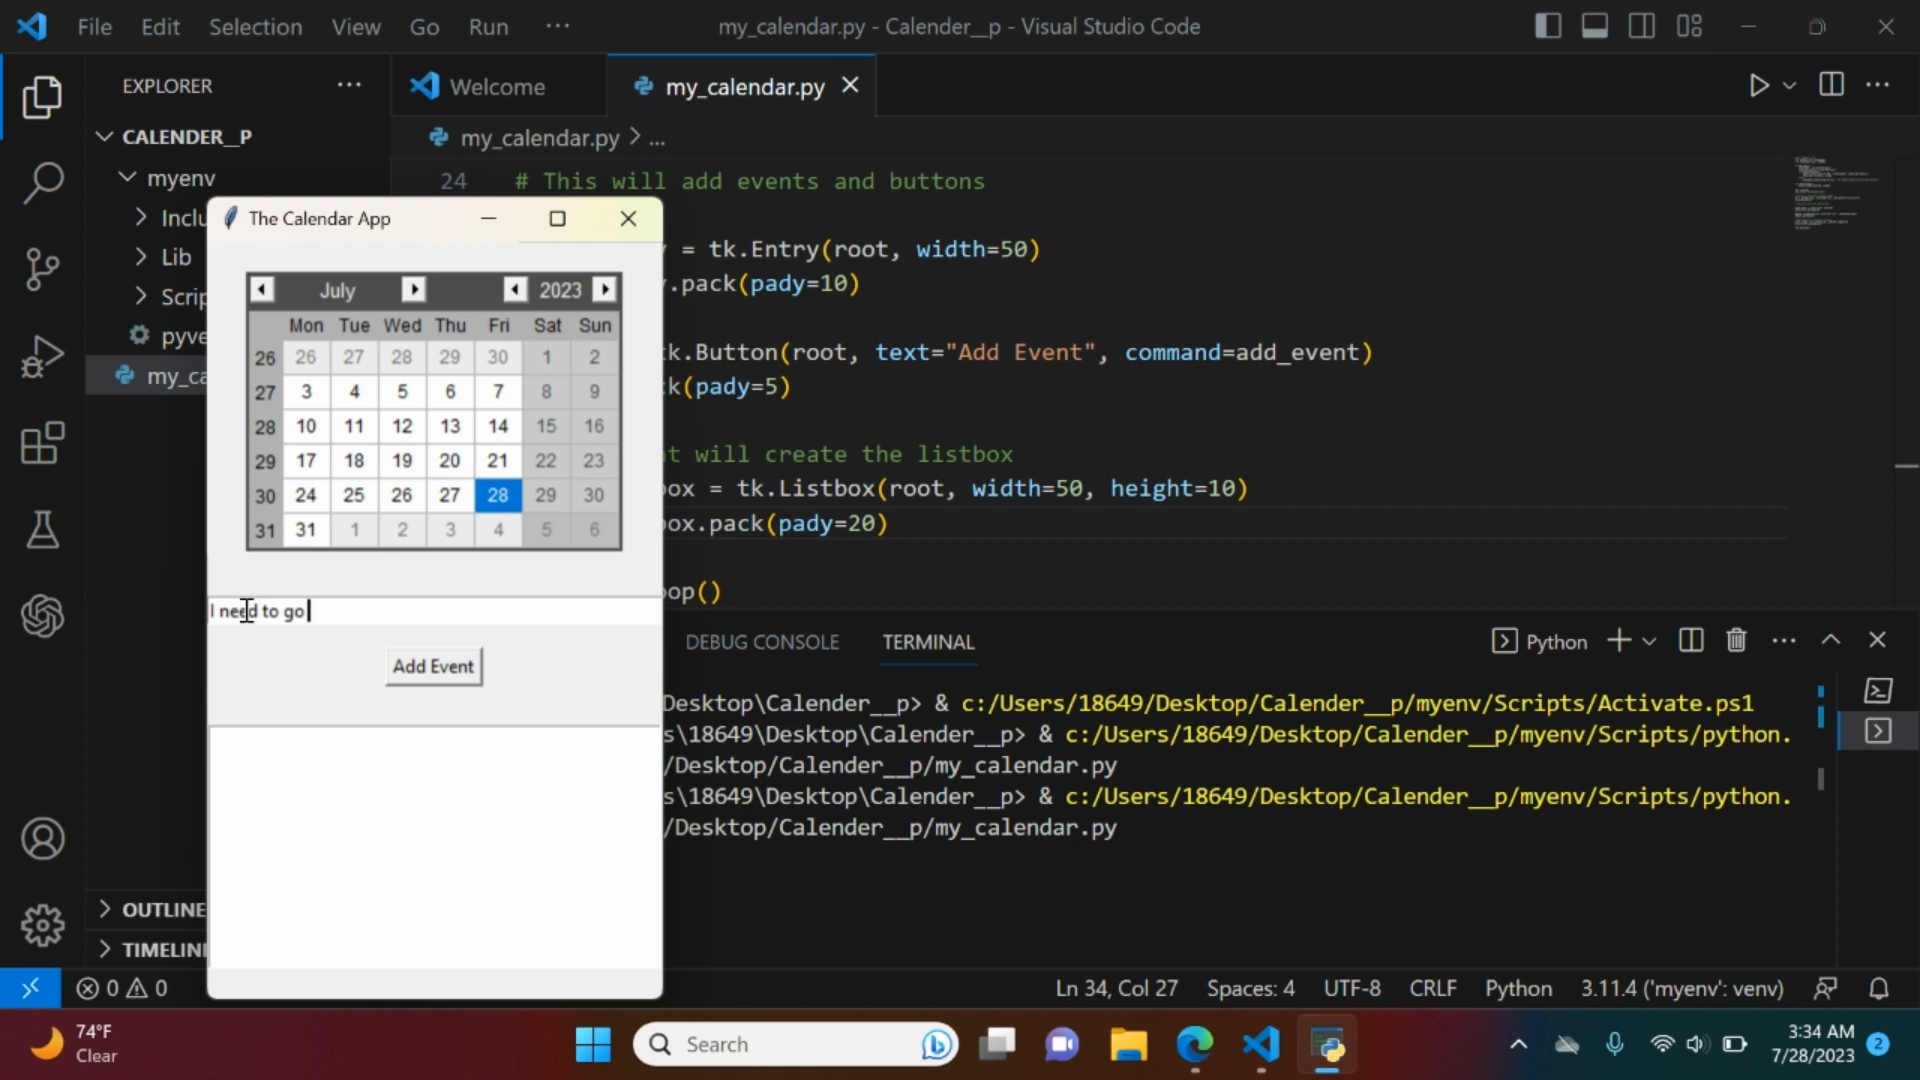 File Edit Selection View Go Run ··· my_calendar.py - Calender__p - Visual Studio Code
EXPLORER ···
Welcome my_calendar.py
CALENDER__P
my_calendar.py > ...
myenv
Inclu
Lib
Scrip
pyve
my_ca
24 # This will add events and buttons
= tk.Entry(root, width=50)
.pack(pady=10)
k.Button(root, text="Add Event", command=add_event)
k(pady=5)
t will create the listbox
ox = tk.Listbox(root, width=50, height=10)
ox.pack(pady=20)
op()
The Calendar App
July 2023
Mon Tue Wed Thu Fri Sat Sun
26 26 27 28 29 30 1 2
27 3 4 5 6 7 8 9
28 10 11 12 13 14 15 16
29 17 18 19 20 21 22 23
30 24 25 26 27 28 29 30
31 31 1 2 3 4 5 6
I need to go
Add Event
DEBUG CONSOLE TERMINAL Python
Desktop\Calender__p> & c:/Users/18649/Desktop/Calender__p/myenv/Scripts/Activate.ps1
s\18649\Desktop\Calender__p> & c:/Users/18649/Desktop/Calender__p/myenv/Scripts/python.
/Desktop/Calender__p/my_calendar.py
s\18649\Desktop\Calender__p> & c:/Users/18649/Desktop/Calender__p/myenv/Scripts/python.
/Desktop/Calender__p/my_calendar.py
OUTLINE
TIMELIN
0 0 Ln 34, Col 27 Spaces: 4 UTF-8 CRLF Python 3.11.4 ('myenv': venv)
74°F
Clear
Search
3:34 AM
7/28/2023
2